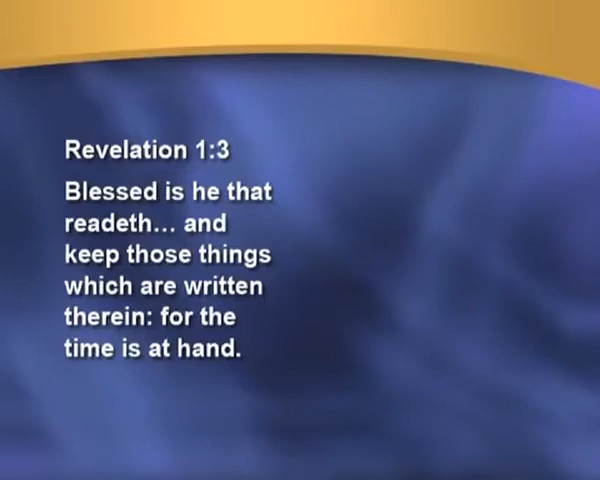 Revelation 1:3
Blessed is he that
readeth... and
keep those things
which are written
therein: for the
time is at hand.